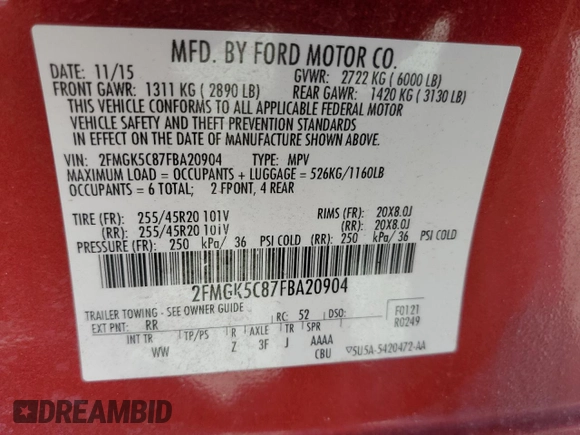 MFD. BY FORD MOTOR CO.
DATE: 11/15 GVWR: 2722 KG ( 6000 LB)
FRONT GAWR: 1311 KG ( 2890 LB) REAR GAWR: 1420 KG ( 3130 LB)
THIS VEHICLE CONFORMS TO ALL APPLICABLE FEDERAL MOTOR
VEHICLE SAFETY AND THEFT PREVENTION STANDARDS
IN EFFECT ON THE DATE OF MANUFACTURE SHOWN ABOVE.
VIN: 2FMGK5C87FBA20904 TYPE: MPV
MAXIMUM LOAD = OCCUPANTS + LUGGAGE = 526KG/1160LB
OCCUPANTS = 6 TOTAL; 2 FRONT, 4 REAR
TIRE (FR): 255/45R20 101V RIMS (FR): 20X8.0J
(RR): 255/45R20 101V (RR): 20X8.0J
PRESSURE (FR): 250 kPa/ 36 PSI COLD (RR): 250 kPa/ 36 PSI COLD
2FMGK5C87FBA20904
TRAILER TOWING - SEE OWNER GUIDE
EXT PNT: RR RC: 52 DSO: F0121
INT TR TP/PS R AXLE TR SPR R0249
WW Z 3F J AAAA
CBU 5U5A-5420472-AA
DREAMBID